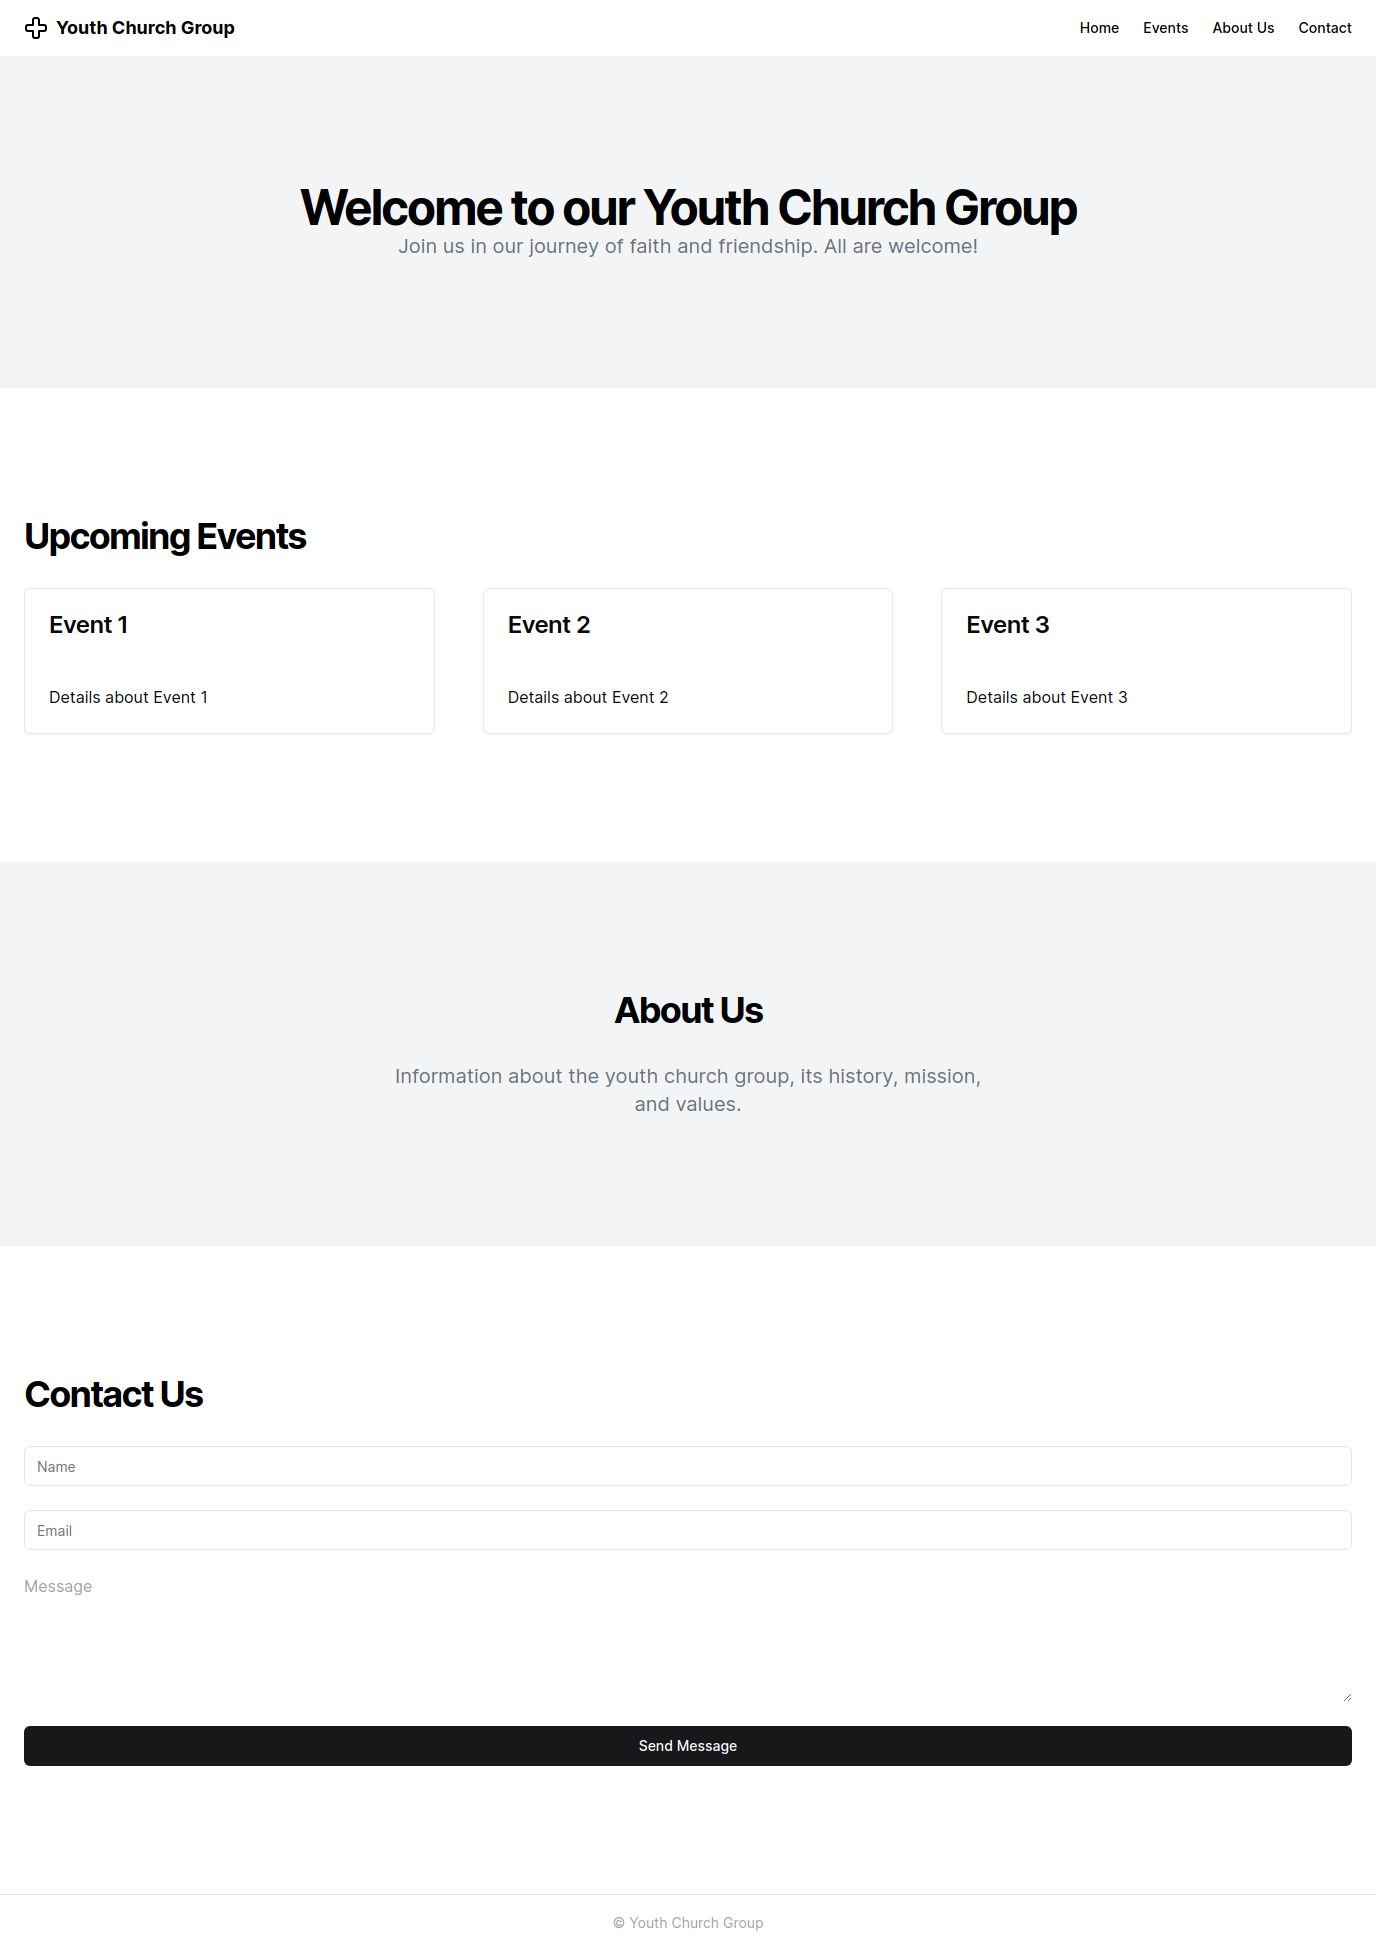 Youth Church Group
Home Events About Us Contact
Welcome to our Youth Church Group
Join us in our journey of faith and friendship. All are welcome!
Upcoming Events
Event 1
Details about Event 1
Event 2
Details about Event 2
Event 3
Details about Event 3
About Us
Information about the youth church group, its history, mission,
and values.
Contact Us
Name
Email
Message
Send Message
© Youth Church Group